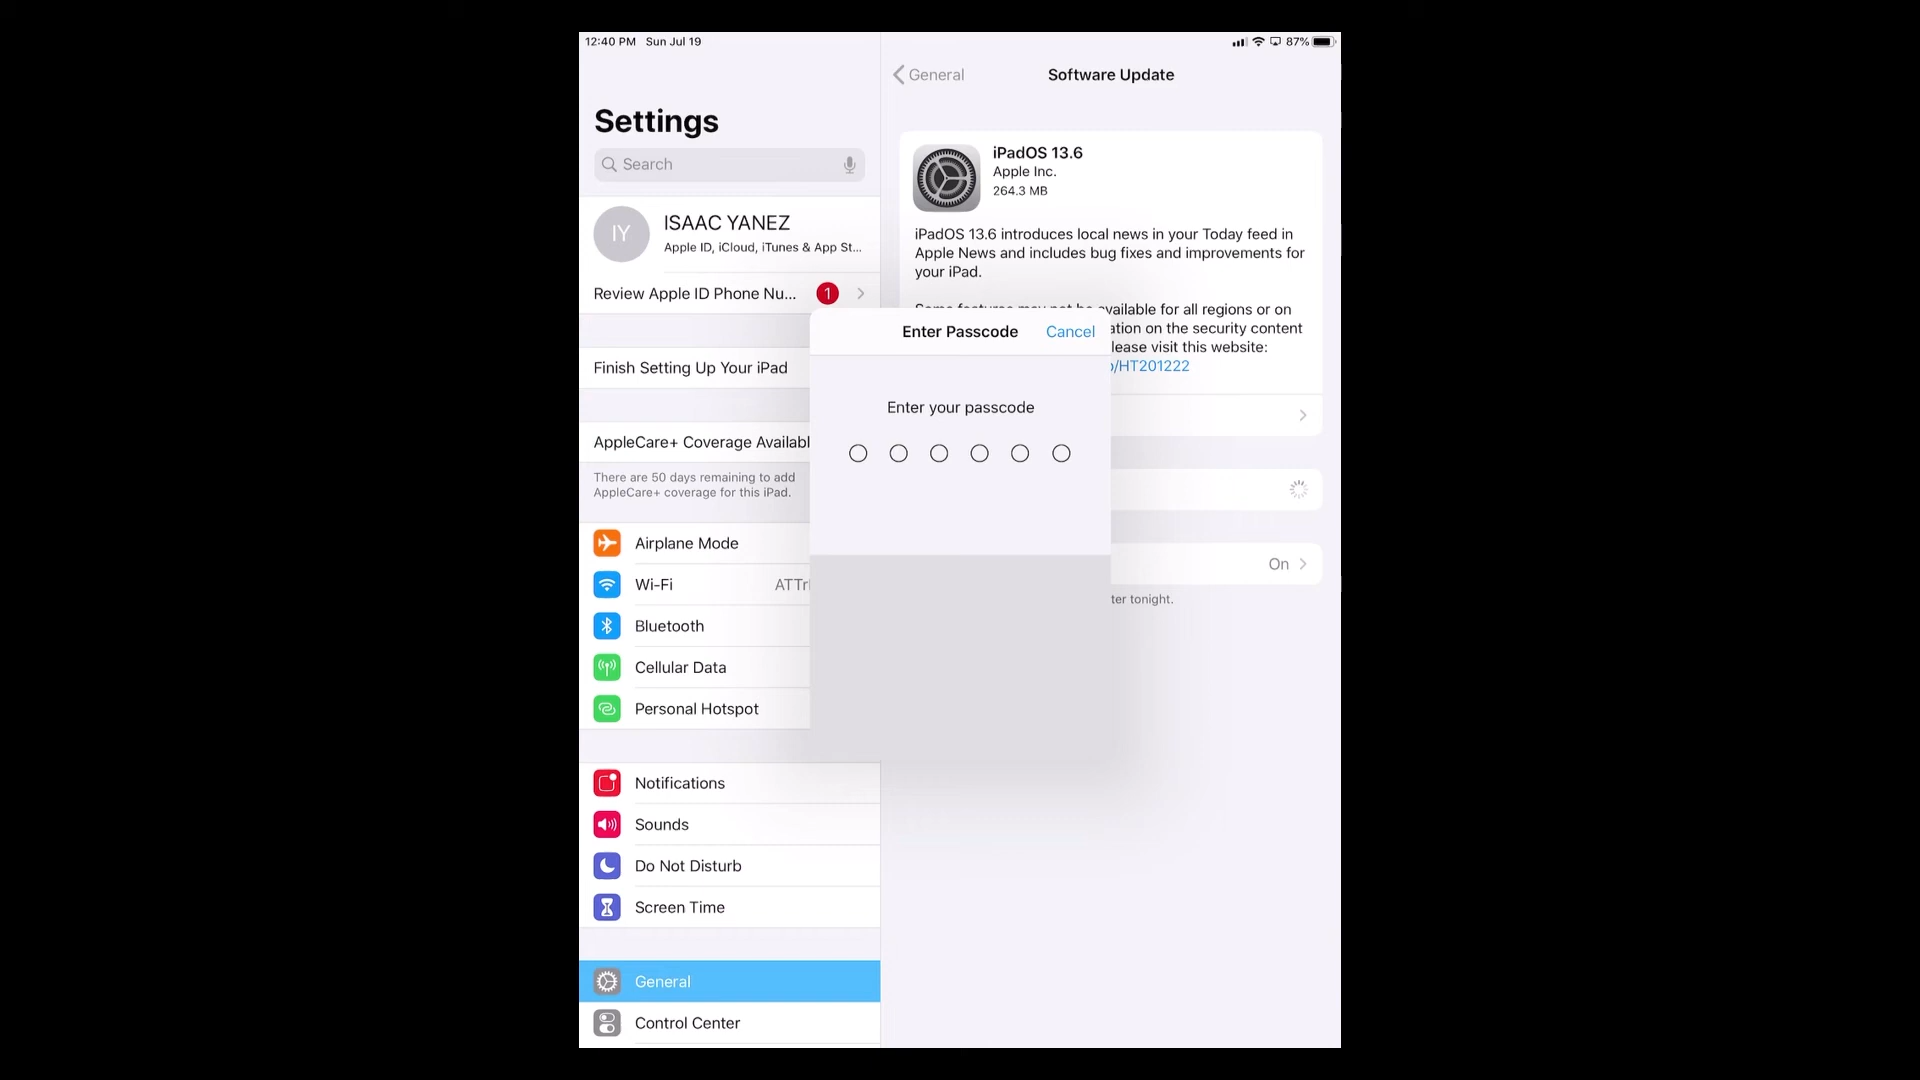 12:40 PM Sun Jul 19
87%
Settings
Search
IY
ISAAC YANEZ
Apple ID, iCloud, iTunes & App St...
Review Apple ID Phone Nu...
1
Finish Setting Up Your iPad
AppleCare+ Coverage Availabl
There are 50 days remaining to add
AppleCare+ coverage for this iPad.
Airplane Mode
Wi-Fi
Bluetooth
Cellular Data
Personal Hotspot
Notifications
Sounds
Do Not Disturb
Screen Time
General
Control Center
General
Software Update
iPadOS 13.6
Apple Inc.
264.3 MB
iPadOS 13.6 introduces local news in your Today feed in
Apple News and includes bug fixes and improvements for
your iPad.
Some features may not be available for all regions or on
ation on the security content
lease visit this website:
/HT201222
On
ter tonight.
Enter Passcode
Cancel
Enter your passcode